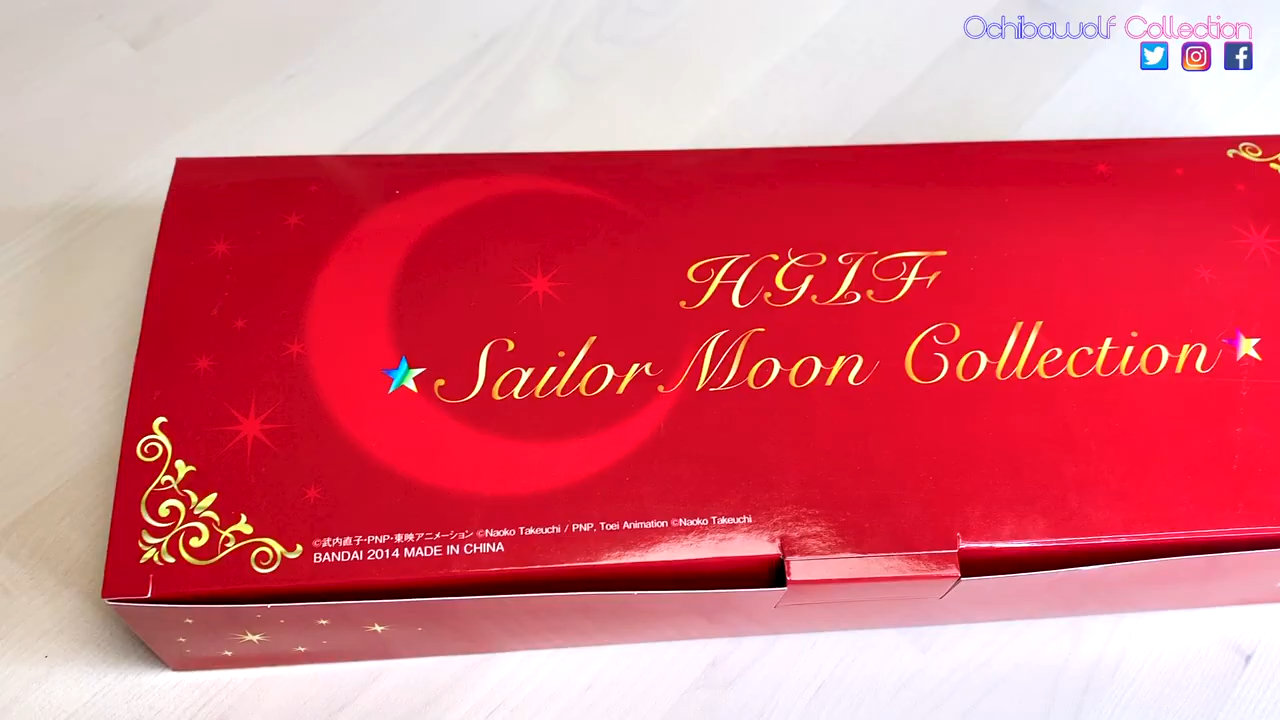 Ochibawolf Collection
HGIF
Sailor Moon Collection
©武内直子・PNP・東映アニメーション ©Naoko Takeuchi / PNP, Toei Animation ©Naoko Takeuchi
BANDAI 2014 MADE IN CHINA